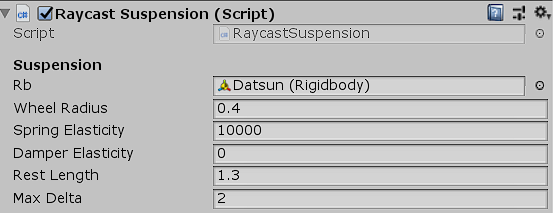 Raycast Suspension (Script)
Script RaycastSuspension
Suspension
Rb Datsun (Rigidbody)
Wheel Radius 0.4
Spring Elasticity 10000
Damper Elasticity 0
Rest Length 1.3
Max Delta 2